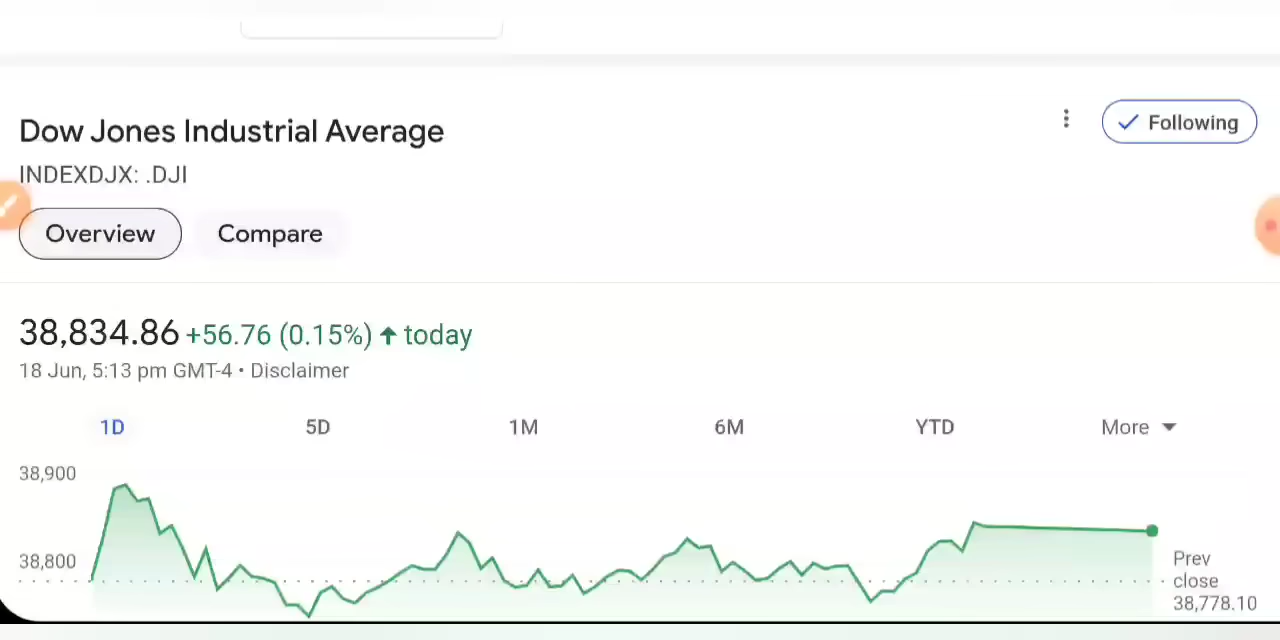 Dow Jones Industrial Average
Following
INDEXDJX: .DJI
Overview Compare
38,834.86 +56.76 (0.15%) ↑ today
18 Jun, 5:13 pm GMT-4 • Disclaimer
1D 5D 1M 6M YTD More
38,900
38,800
Prev
close
38,778.10